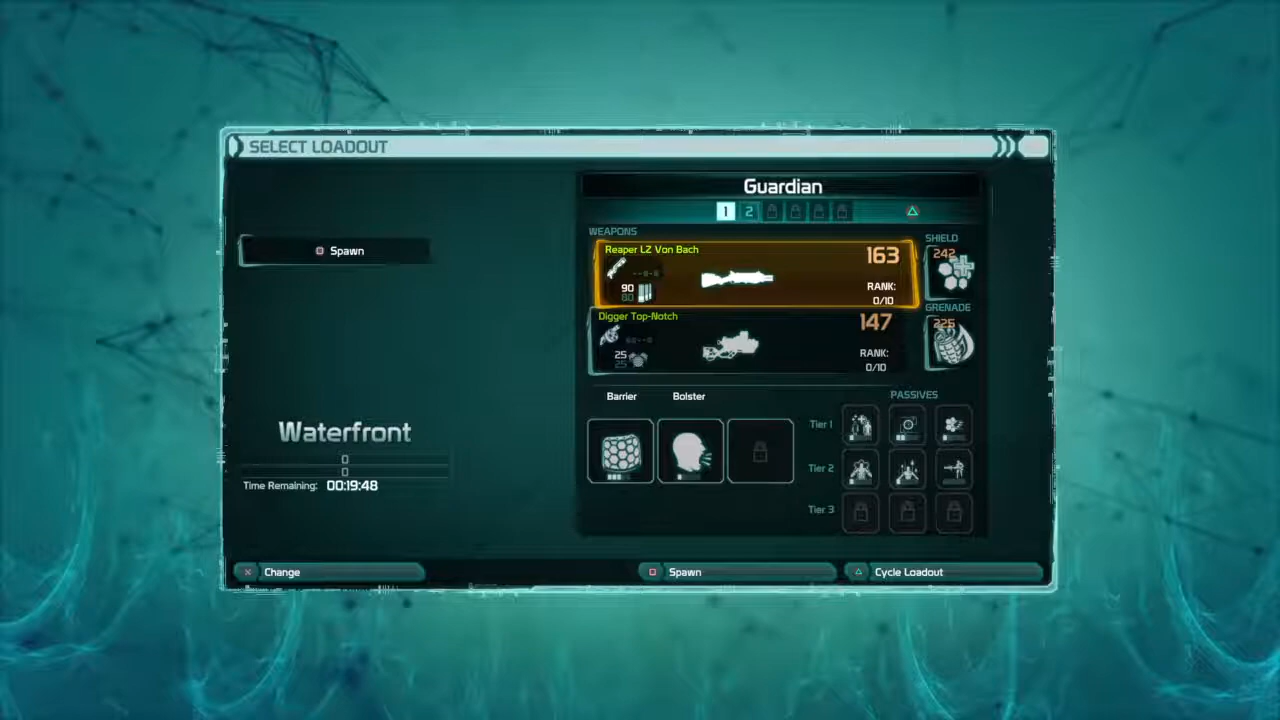 SELECT LOADOUT
Spawn
Waterfront
0
0
Time Remaining: 00:19:48
Guardian
1 2
WEAPONS
Reaper LZ Von Bach
163
90
80
RANK:
0/10
Digger Top-Notch
147
25
25
RANK:
0/10
SHIELD
242
GRENADE
225
Barrier
Bolster
PASSIVES
Tier 1
Tier 2
Tier 3
Change
Spawn
Cycle Loadout